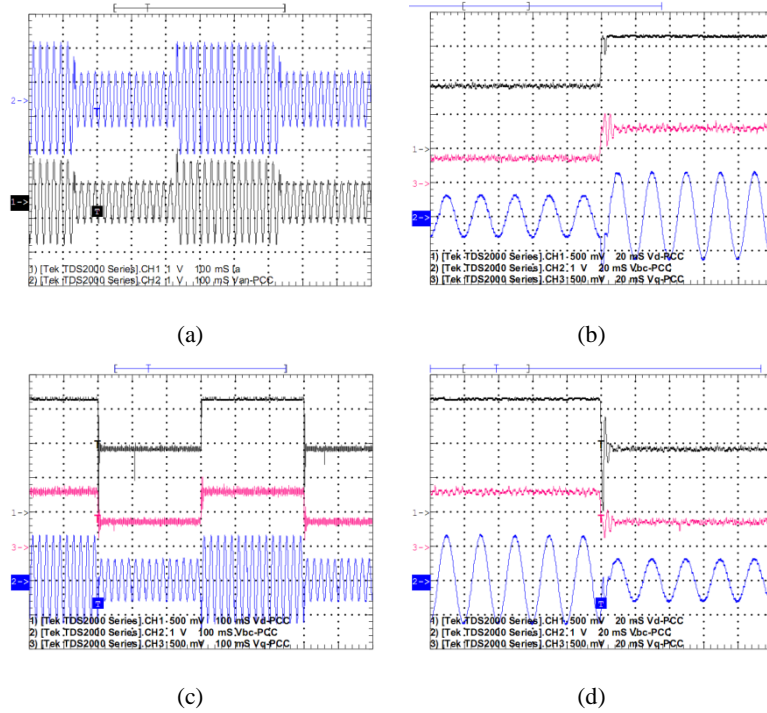 2->
1->
1) [Tek TDS2000 Series].CH1 1 V 100 mS Ia
2) [Tek TDS2000 Series].CH2 1 V 100 mS Van-PCC
(a)
1->
3->
2->
1) [Tek TDS2000 Series].CH1 500 mV 20 mS Vd-PCC
2) [Tek TDS2000 Series].CH2 1 V 20 mS Vbc-PCC
3) [Tek TDS2000 Series].CH3 500 mV 20 mS Vq-PCC
(b)
1->
3->
2->
1) [Tek TDS2000 Series].CH1 500 mV 100 mS Vd-PCC
2) [Tek TDS2000 Series].CH2 1 V 100 mS Vbc-PCC
3) [Tek TDS2000 Series].CH3 500 mV 100 mS Vq-PCC
(c)
1->
3->
2->
1) [Tek TDS2000 Series].CH1 500 mV 20 mS Vd-PCC
2) [Tek TDS2000 Series].CH2 1 V 20 mS Vbc-PCC
3) [Tek TDS2000 Series].CH3 500 mV 20 mS Vq-PCC
(d)